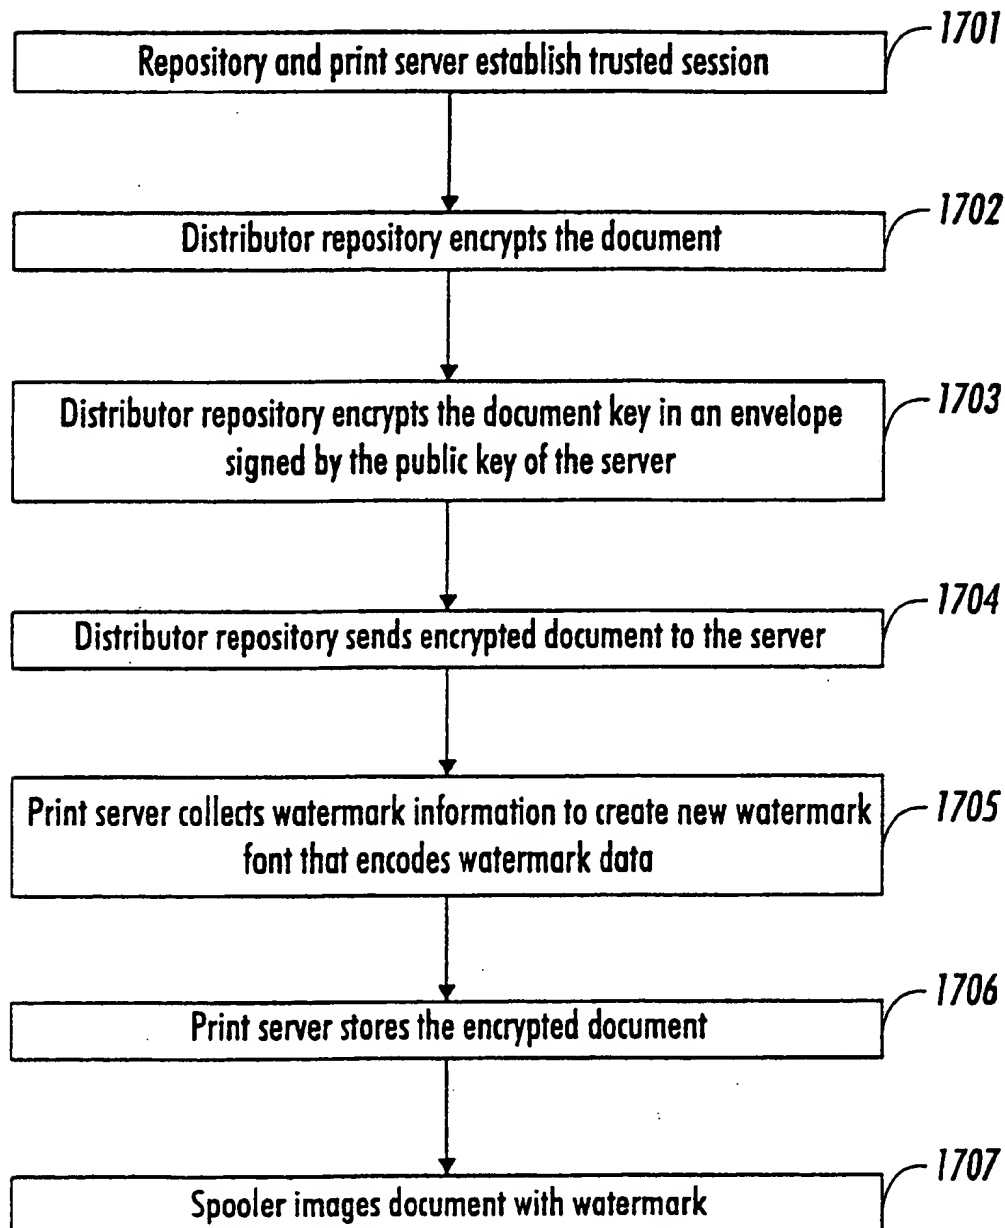 1701
Repository and print server establish trusted session
1702
Distributor repository encrypts the document
1703
Distributor repository encrypts the document key in an envelope
signed by the public key of the server
1704
Distributor repository sends encrypted document to the server
1705
Print server collects watermark information to create new watermark
font that encodes watermark data
1706
Print server stores the encrypted document
1707
Spooler images document with watermark